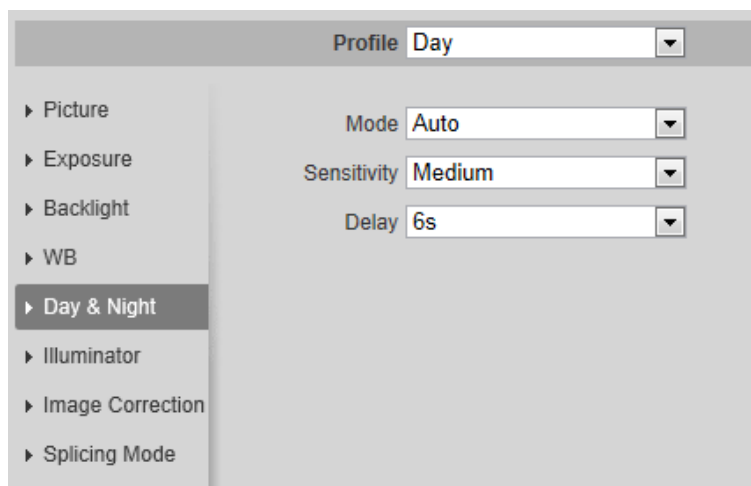 Profile Day
Picture
Mode Auto
Exposure
Sensitivity Medium
Backlight
Delay 6s
WB
Day & Night
Illuminator
Image Correction
Splicing Mode